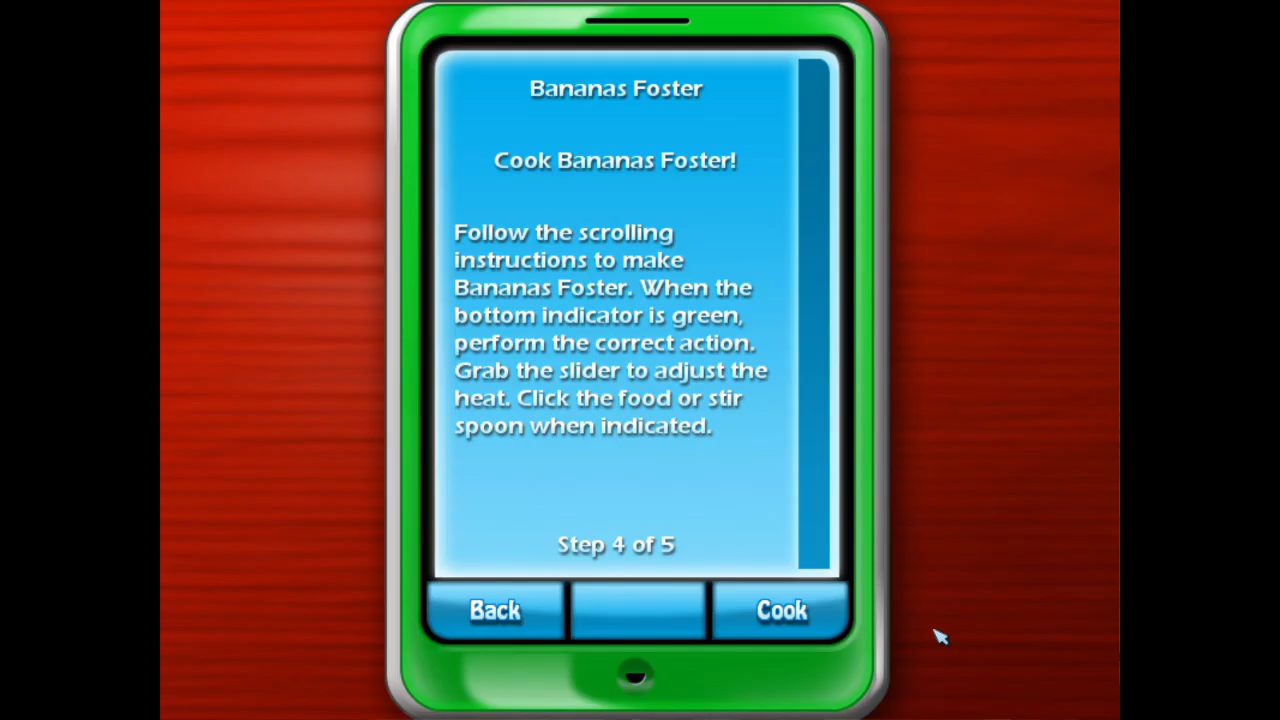 Bananas Foster
Cook Bananas Foster!
Follow the scrolling
instructions to make
Bananas Foster. When the
bottom indicator is green,
perform the correct action.
Grab the slider to adjust the
heat. Click the food or stir
spoon when indicated.
Step 4 of 5
Back
Cook